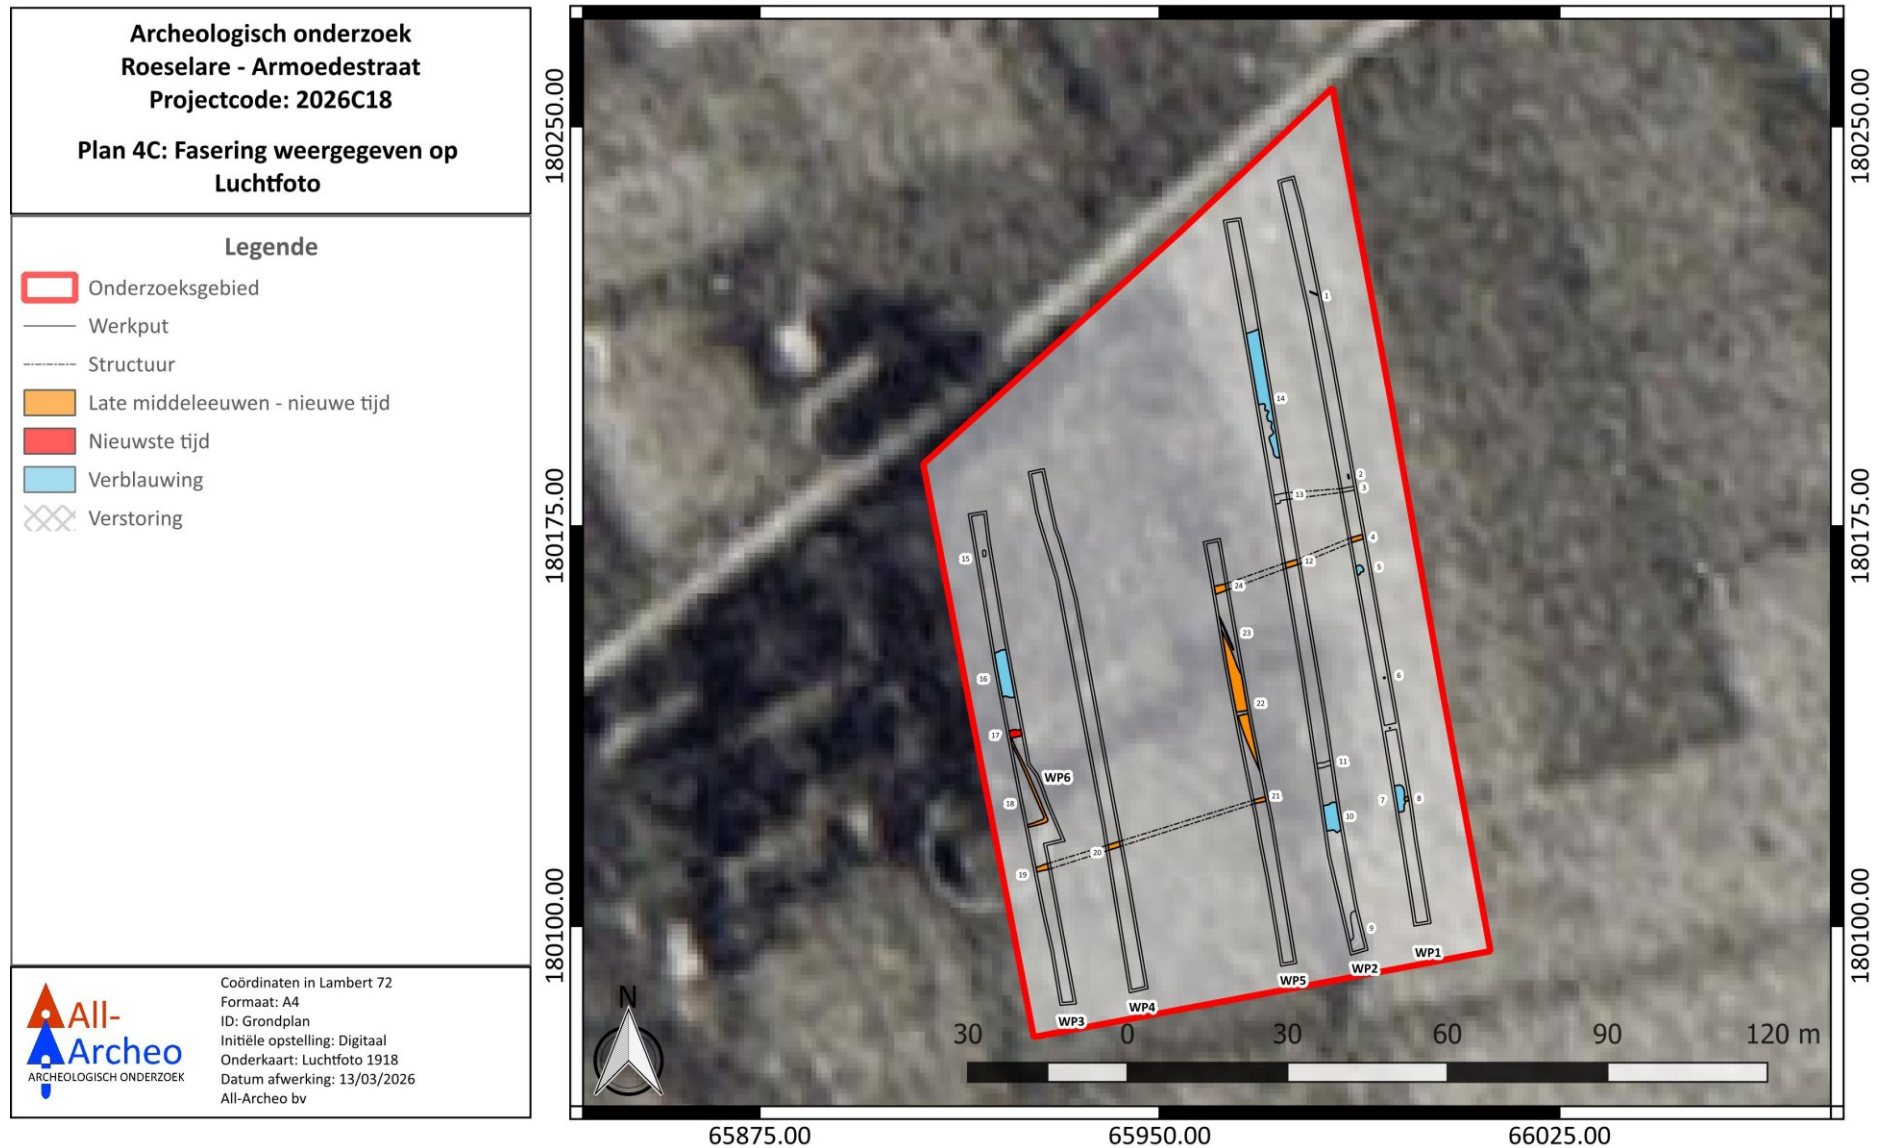 Archeologisch onderzoek
Roeselare - Armoedestraat
Projectcode: 2026C18
Plan 4C: Fasering weergegeven op
Luchtfoto
Legende
Onderzoeksgebied
Werkput
Structuur
Late middeleeuwen - nieuwe tijd
Nieuwste tijd
Verblauwing
Verstoring
All-
Archeo
ARCHEOLOGISCH ONDERZOEK
Coördinaten in Lambert 72
Formaat: A4
ID: Grondplan
Initiële opstelling: Digitaal
Onderkaart: Luchtfoto 1918
Datum afwerking: 13/03/2026
All-Archeo bv
180250.00
180250.00
180175.00
180175.00
180100.00
180100.00
1
14
2
3
13
4
12
5
15
24
23
6
16
22
17
WP6
11
18
21
7
8
10
20
19
9
WP1
WP2
WP5
WP4
WP3
N
30 0 30 60 90 120 m
65875.00 65950.00 66025.00